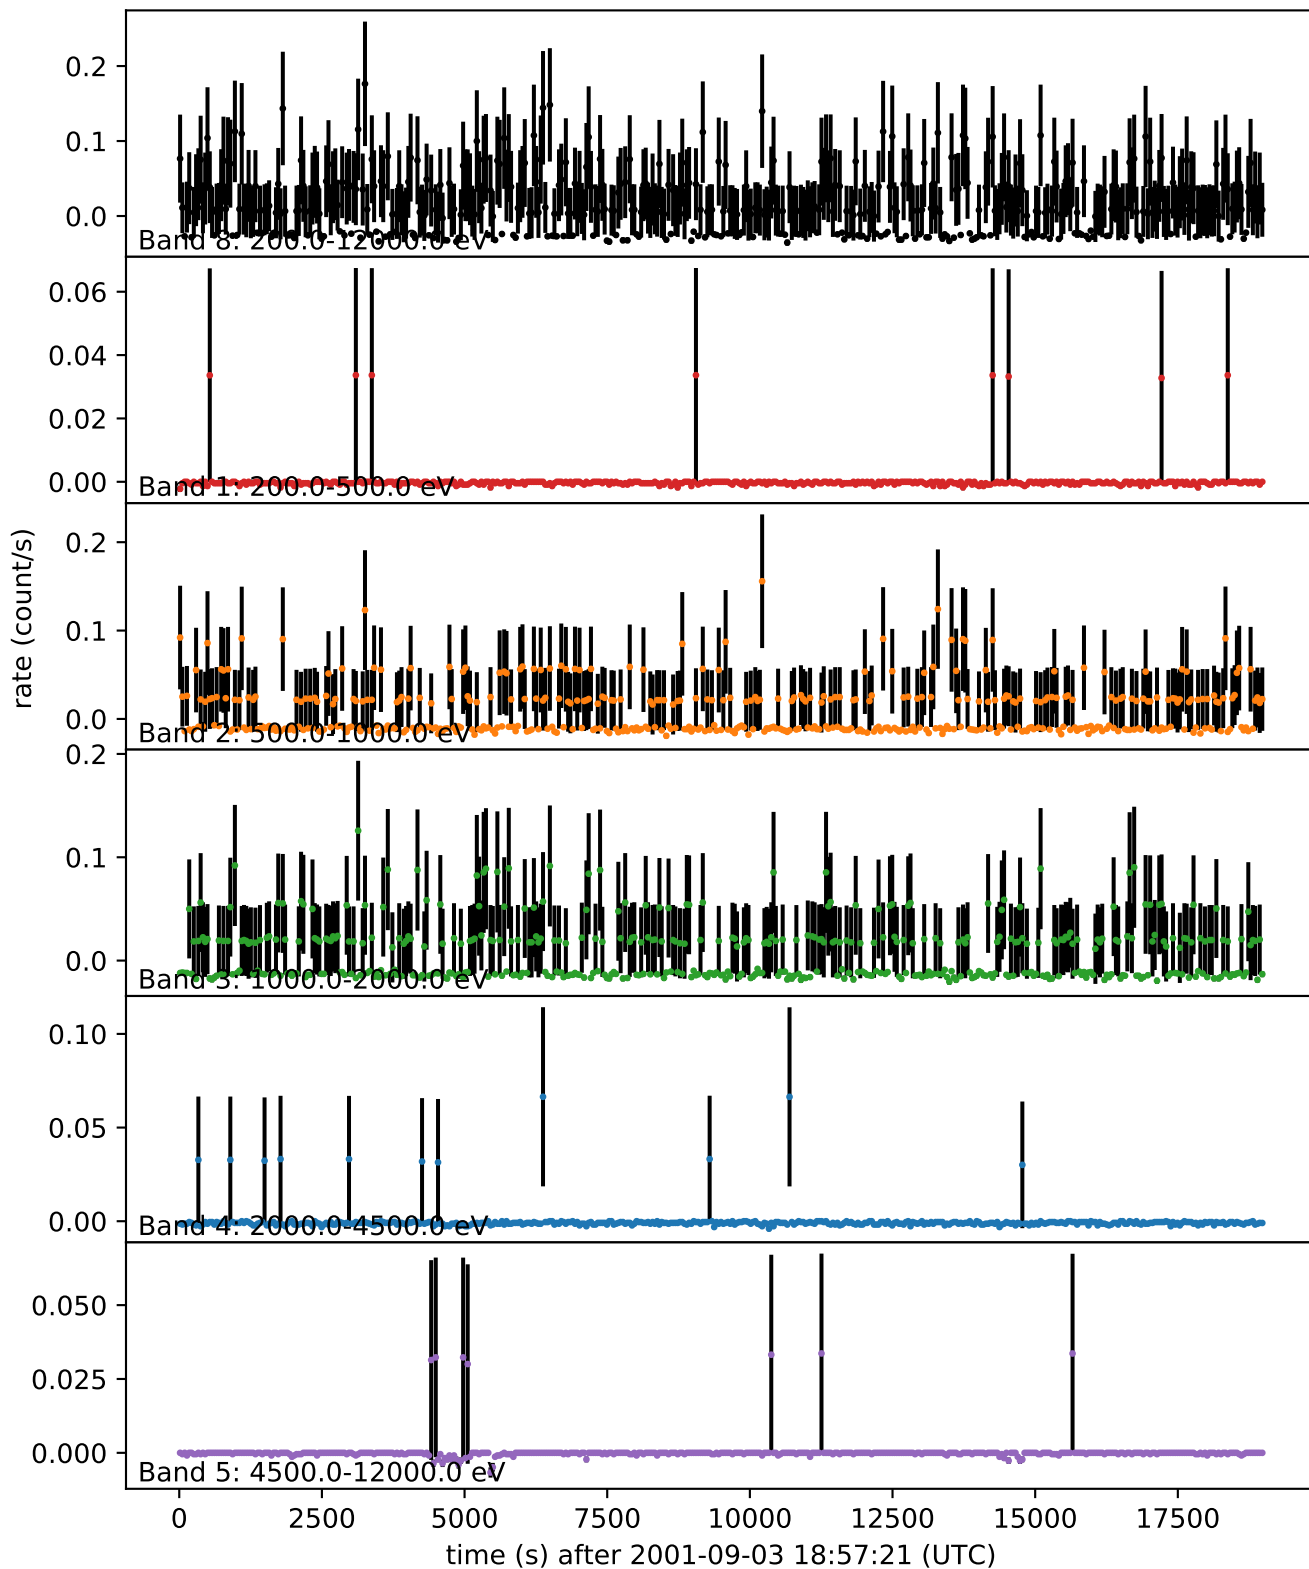 0.2
0.1
0.0
Band 8: 200.0-12000.0 eV
0.06
0.04
0.02
0.00
Band 1: 200.0-500.0 eV
rate (count/s)
0.2
0.1
0.0
Band 2: 500.0-1000.0 eV
0.2
0.1
0.0
Band 3: 1000.0-2000.0 eV
0.10
0.05
0.00
Band 4: 2000.0-4500.0 eV
0.050
0.025
0.000
Band 5: 4500.0-12000.0 eV
0 2500 5000 7500 10000 12500 15000 17500
time (s) after 2001-09-03 18:57:21 (UTC)